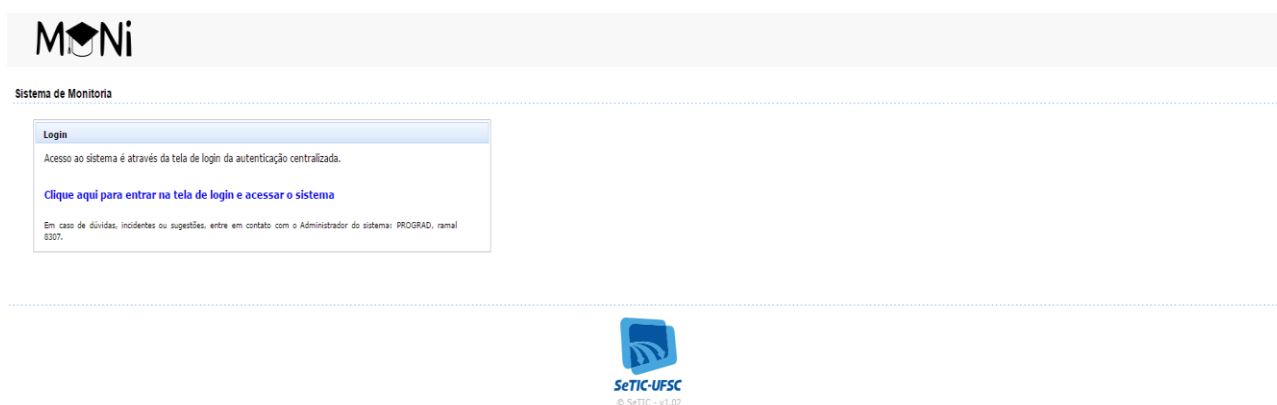 MoNi
Sistema de Monitoria
Login
Acesso ao sistema é através da tela de login da autenticação centralizada.
Clique aqui para entrar na tela de login e acessar o sistema
Em caso de dúvidas, incidentes ou sugestões, entre em contato com o Administrador do sistema: PROGRAD, ramal
8307.
SeTIC-UFSC
© SeTIC - v1.02